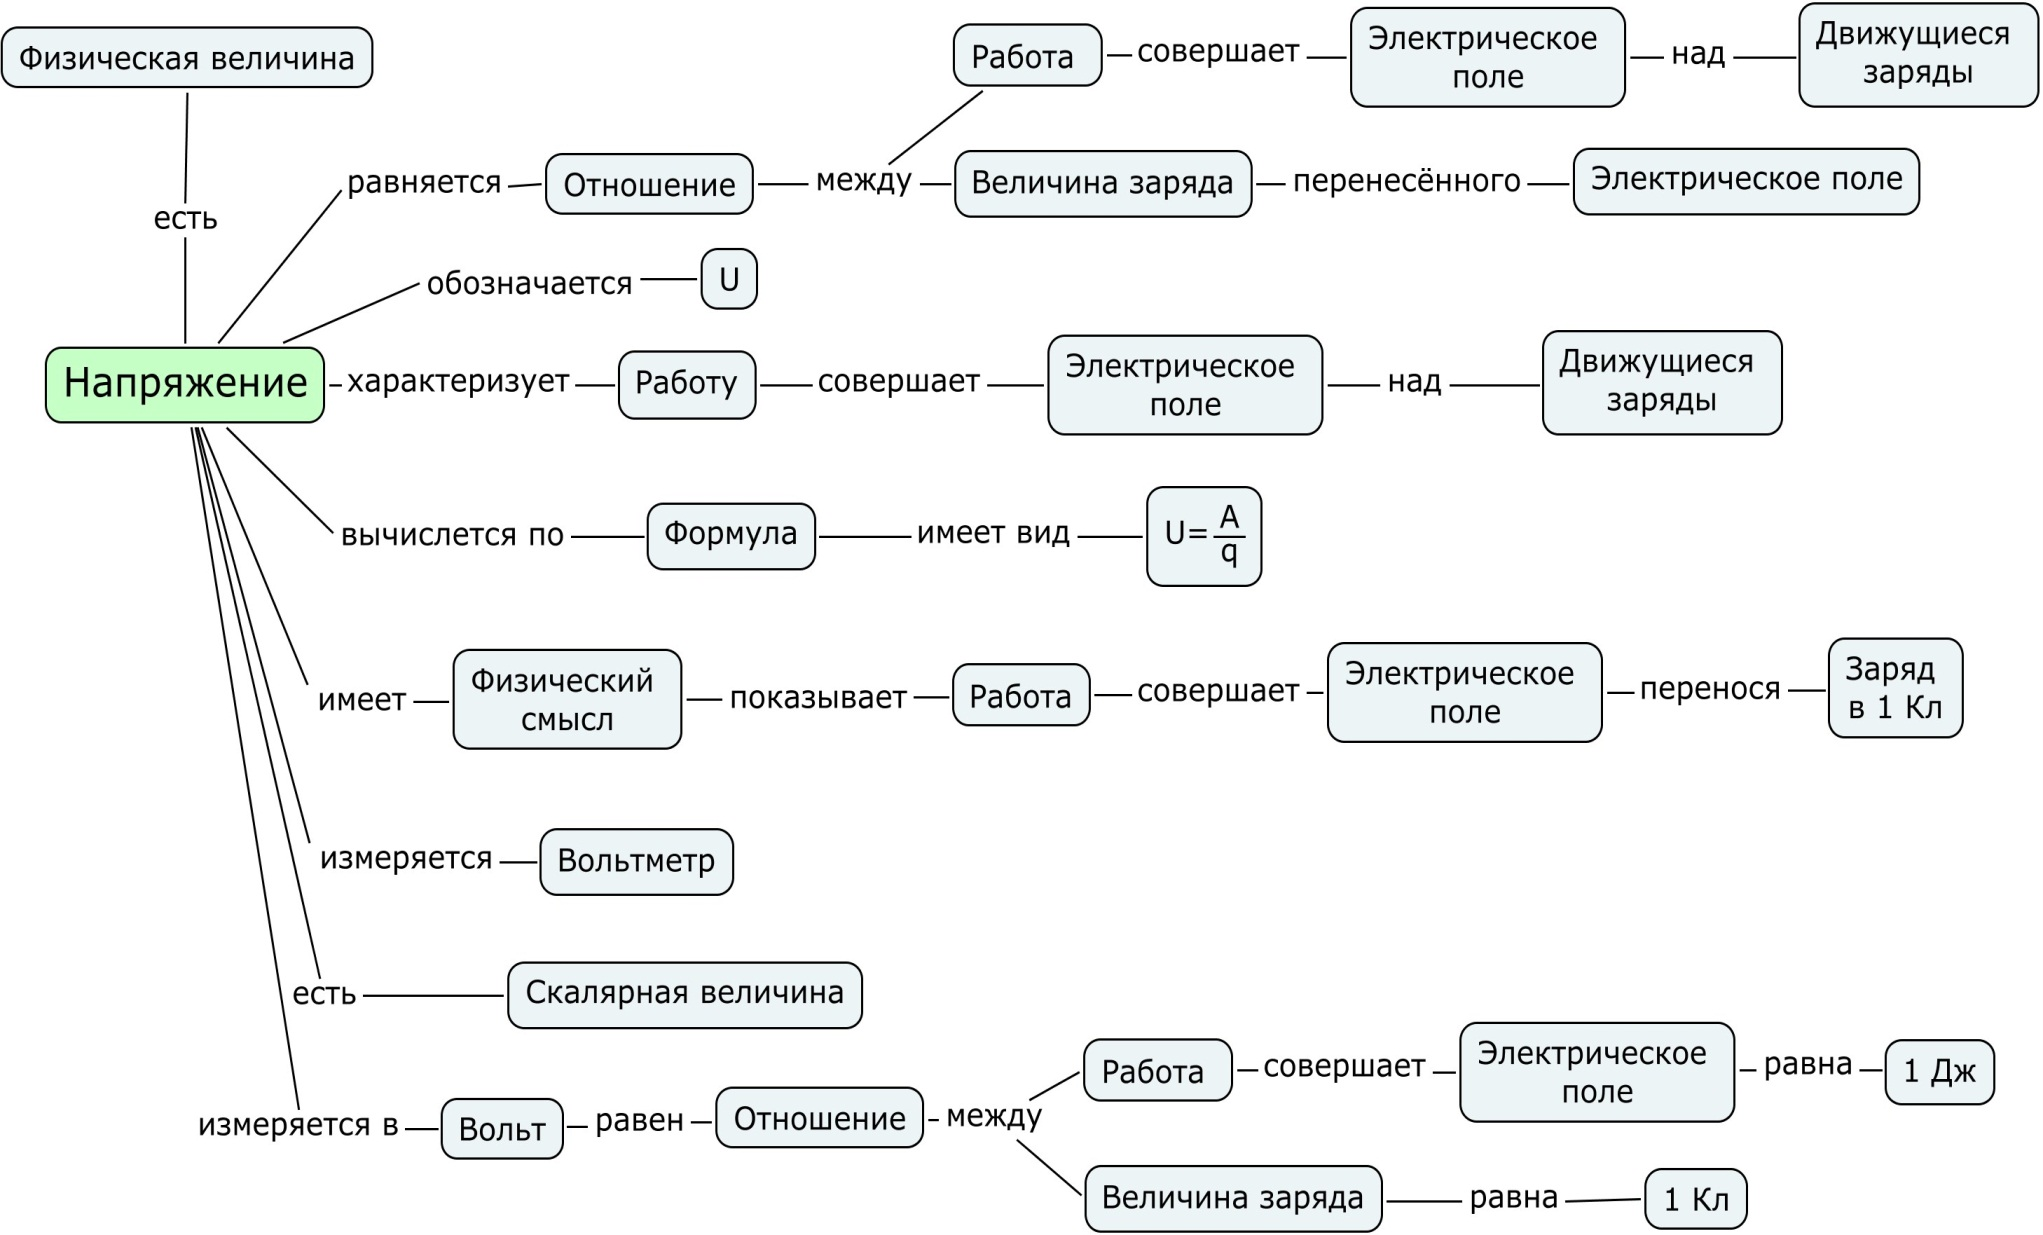 Физическая величина
есть
Работа
совершает
Электрическое
поле
над
Движущиеся
заряды
равняется
Отношение
между
Величина заряда
перенесённого
Электрическое поле
обозначается
U
Напряжение
характеризует
Работу
совершает
Электрическое
поле
над
Движущиеся
заряды
вычислется по
Формула
имеет вид
U=A/q
имеет
Физический
смысл
показывает
Работа
совершает
Электрическое
поле
перенося
Заряд
в 1 Кл
измеряется
Вольтметр
есть
Скалярная величина
измеряется в
Вольт
равен
Отношение
между
Работа
совершает
Электрическое
поле
равна
1 Дж
Величина заряда
равна
1 Кл